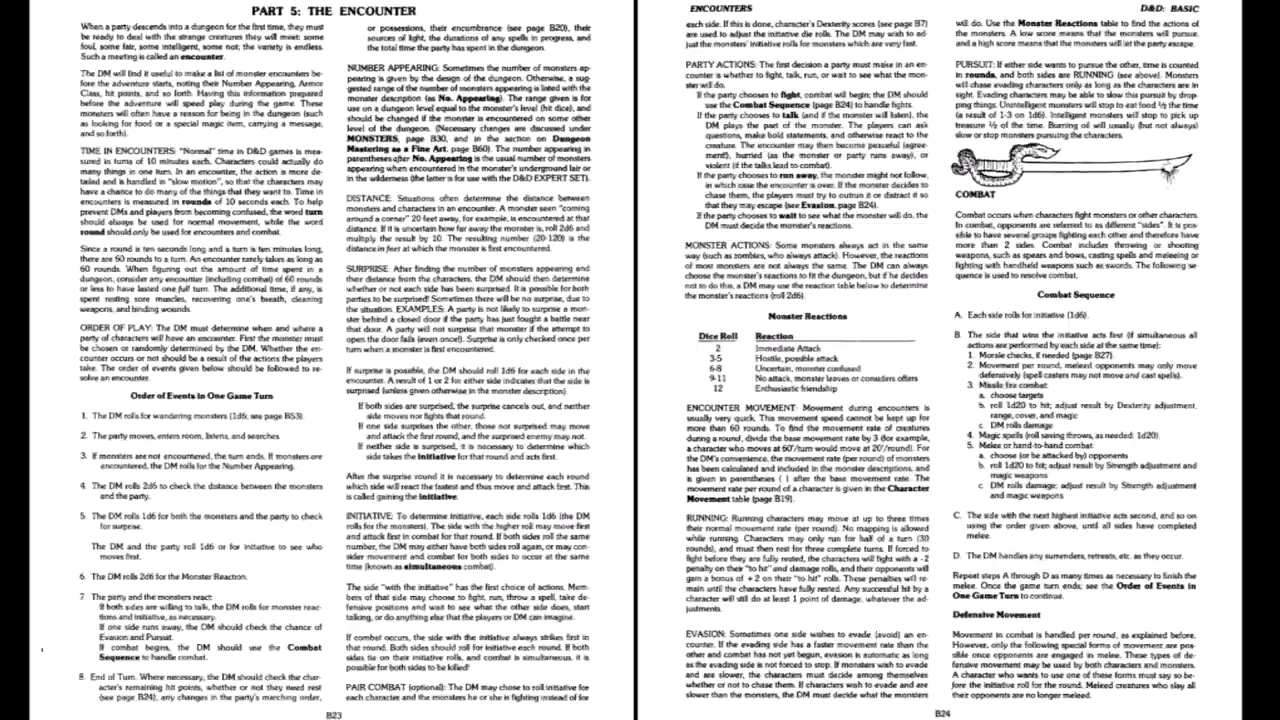 PART 5: THE ENCOUNTER
When a party descends into a dungeon for the first time, they must
be ready to deal with the strange creatures they will meet: some
foul, some fair, some intelligent, some not; the variety is endless.
Such a meeting is called an encounter.
The DM will find it useful to make a list of monster encounters be-
fore the adventure starts, noting their Number Appearing, Armor
Class, hit points, and so forth. Having this information prepared
before the adventure will speed play during the game. These
monsters will often have a reason for being in the dungeon (such
as looking for food or a special magic item, carrying a message,
and so forth).
TIME IN ENCOUNTERS: "Normal" time in D&D games is mea-
sured in turns of 10 minutes each. Characters could actually do
many things in one turn. In an encounter, the action is more de-
tailed and is handled in "slow motion", so that the characters may
have a chance to do many of the things that they want to. Time in
encounters is measured in rounds of 10 seconds each. To help
prevent DMs and players from becoming confused, the word turn
should always be used for normal movement, while the word
round should only be used for encounters and combat.
Since a round is ten seconds long and a turn is ten minutes long,
there are 60 rounds to a turn. An encounter rarely takes as long as
60 rounds. When figuring out the amount of time spent in a
dungeon, consider any encounter (including combat) of 60 rounds
or less to have lasted one full turn. The additional time, if any, is
spent resting sore muscles, recovering one's breath, cleaning
weapons, and binding wounds.
ORDER OF PLAY: The DM must determine when and where a
party of characters will have an encounter. First the monster must
be chosen or randomly determined by the DM. Whether the en-
counter occurs or not should be a result of the actions the players
take. The order of events given below should be followed to re-
solve an encounter.
Order of Events in One Game Turn
1. The DM rolls for wandering monsters (1d6, see page B53).
2. The party moves, enters room, listens, and searches
3. If monsters are not encountered, the turn ends. If monsters are
encountered, the DM rolls for the Number Appearing.
4. The DM rolls 2d6 to check the distance between the monsters
and the party.
5. The DM rolls 1d6 for both the monsters and the party to check
for surprise.
The DM and the party roll 1d6 or for initiative to see who
moves first.
6. The DM rolls 2d6 for the Monster Reaction.
7. The party and the monsters react:
If both sides are willing to talk, the DM rolls for monster reac-
tions and initiative, as necessary.
If one side runs away, the DM should check the chance of
Evasion and Pursuit.
If combat begins, the DM should use the Combat
Sequence to handle combat.
8. End of Turn. Where necessary, the DM should check the char-
acter's remaining hit points, whether or not they need rest
(see page B24), any changes in the party's marching order,
or possessions, their encumbrance (see page B20), their
sources of light, the durations of any spells in progress, and
the total time the party has spent in the dungeon.
NUMBER APPEARING: Sometimes the number of monsters ap-
pearing is given by the design of the dungeon. Otherwise, a sug-
gested range of the number of monsters appearing is listed with the
monster description (as No. Appearing). The range given is for
use on a dungeon level equal to the monster's level (hit dice), and
should be changed if the monster is encountered on some other
level of the dungeon. (Necessary changes are discussed under
MONSTERS, page B30, and in the section on Dungeon
Mastering as a Fine Art, page B60). The number appearing in
parentheses after No. Appearing is the usual number of monsters
appearing when encountered in the monster's underground lair or
in the wilderness (the latter is for use with the D&D EXPERT SET).
DISTANCE: Situations often determine the distance between
monsters and characters in an encounter. A monster seen "coming
around a corner" 20 feet away, for example, is encountered at that
distance. If it is uncertain how far away the monster is, roll 2d6 and
multiply the result by 10. The resulting number (20-120) is the
distance in feet at which the monster is first encountered.
SURPRISE: After finding the number of monsters appearing and
their distance from the characters, the DM should then determine
whether or not each side has been surprised. It is possible for both
parties to be surprised! Sometimes there will be no surprise, due to
the situation. EXAMPLES: A party is not likely to surprise a mon-
ster behind a closed door if the party has just fought a battle near
that door. A party will not surprise that monster if the attempt to
open the door fails (even once!). Surprise is only checked once per
turn when a monster is first encountered.
If surprise is possible, the DM should roll 1d6 for each side in the
encounter. A result of 1 or 2 for either side indicates that the side is
surprised (unless given otherwise in the monster description).
If both sides are surprised, the surprise cancels out, and neither
side moves nor fights that round.
If one side surprises the other, those not surprised may move
and attack the first round, and the surprised enemy may not.
If neither side is surprised, it is necessary to determine which
side takes the initiative for that round and acts first.
After the surprise round it is necessary to determine each round
which side will react the fastest and thus move and attack first. This
is called gaining the initiative.
INITIATIVE: To determine initiative, each side rolls 1d6 (the DM
rolls for the monsters). The side with the higher roll may move first
and attack first in combat for that round. If both sides roll the same
number, the DM may either have both sides roll again, or may con-
sider movement and combat for both sides to occur at the same
time (known as simultaneous combat).
The side "with the initiative" has the first choice of actions. Mem-
bers of that side may choose to fight, run, throw a spell, take de-
fensive positions and wait to see what the other side does, start
talking, or do anything else that the players or DM can imagine.
If combat occurs, the side with the initiative always strikes first in
that round. Both sides should roll for initiative each round. If both
sides tie on their initiative rolls, and combat is simultaneous, it is
possible for both sides to be killed!
PAIR COMBAT (optional): The DM may chose to roll initiative for
each character and the monsters he or she is fighting instead of for
B23
ENCOUNTERS
D&D: BASIC
each side. If this is done, character's Dexterity scores (see page B7)
are used to adjust the initiative die rolls. The DM may wish to ad-
just the monsters' initiative rolls for monsters which are very fast.
PARTY ACTIONS: The first decision a party must make in an en-
counter is whether to fight, talk, run, or wait to see what the mon-
ster will do.
If the party chooses to fight, combat will begin; the DM should
use the Combat Sequence (page B24) to handle fights.
If the party chooses to talk (and if the monster will listen), the
DM plays the part of the monster. The players can ask
questions, make bold statements, and otherwise react to the
creature. The encounter may then become peaceful (agree-
ment!), hurried (as the monster or party runs away), or
violent (if the talks lead to combat).
If the party chooses to run away, the monster might not follow,
in which case the encounter is over. If the monster decides to
chase them, the players must try to outrun it or distract it so
that they may escape (see Evasion, page B24).
If the party chooses to wait to see what the monster will do, the
DM must decide the monster's reactions.
MONSTER ACTIONS: Some monsters always act in the same
way (such as zombies, who always attack). However, the reactions
of most monsters are not always the same. The DM can always
choose the monster's reactions to fit the dungeon, but if he decides
not to do this, a DM may use the reaction table below to determine
the monster's reactions (roll 2d6).
Monster Reactions
Dice Roll Reaction
2 Immediate Attack
3-5 Hostile, possible attack
6-8 Uncertain, monster confused
9-11 No attack, monster leaves or considers offers
12 Enthusiastic friendship
ENCOUNTER MOVEMENT: Movement during encounters is
usually very quick. This movement speed cannot be kept up for
more than 60 rounds. To find the movement rate of creatures
during a round, divide the base movement rate by 3 (for example,
a character who moves at 60'/turn would move at 20'/round). For
the DM's convenience, the movement rate (per round) of monsters
has been calculated and included in the monster descriptions, and
is given in parentheses ( ) after the base movement rate. The
movement rate per round of a character is given in the Character
Movement table (page B19).
RUNNING: Running characters may move at up to three times
their normal movement rate (per round). No mapping is allowed
while running. Characters may only run for half of a turn (30
rounds), and must then rest for three complete turns. If forced to
fight before they are fully rested, the characters will fight with a -2
penalty on their "to hit" and damage rolls, and their opponents will
gain a bonus of +2 on their "to hit" rolls. These penalties will re-
main until the characters have fully rested. Any successful hit by a
character will still do at least 1 point of damage, whatever the ad-
justments.
EVASION: Sometimes one side wishes to evade (avoid) an en-
counter. If the evading side has a faster movement rate than the
other and combat has not yet begun, evasion is automatic as long
as the evading side is not forced to stop. If monsters wish to evade
and are slower, the characters must decide among themselves
whether or not to chase them. If characters wish to evade and are
slower than the monsters, the DM must decide what the monsters
will do. Use the Monster Reactions table to find the actions of
the monsters. A low score means that the monsters will pursue,
and a high score means that the monsters will let the party escape.
PURSUIT: If either side wants to pursue the other, time is counted
in rounds, and both sides are RUNNING (see above). Monsters
will chase evading characters only as long as the characters are in
sight. Evading characters may be able to slow this pursuit by drop-
ping things. Unintelligent monsters will stop to eat food ½ the time
(a result of 1-3 on 1d6). Intelligent monsters will stop to pick up
treasure ½ of the time. Burning oil will usually (but not always)
slow or stop monsters pursuing the characters.
COMBAT
Combat occurs when characters fight monsters or other characters.
In combat, opponents are referred to as different "sides". It is pos-
sible to have several groups fighting each other and therefore have
more than 2 sides. Combat includes throwing or shooting
weapons, such as spears and bows, casting spells and meleeing or
fighting with handheld weapons such as swords. The following se-
quence is used to resolve combat.
Combat Sequence
A. Each side rolls for initiative (1d6).
B. The side that wins the initiative acts first (if simultaneous all
actions are performed by each side at the same time):
1. Morale checks, if needed (page B27).
2. Movement per round, meleed opponents may only move
defensively (spell casters may not move and cast spells).
3. Missile fire combat:
a. choose targets
b. roll 1d20 to hit; adjust result by Dexterity adjustment,
range, cover, and magic
c. DM rolls damage
4. Magic spells (roll saving throws, as needed: 1d20).
5. Melee or hand-to-hand combat:
a. choose (or be attacked by) opponents
b. roll 1d20 to hit; adjust result by Strength adjustment and
magic weapons
c. DM rolls damage; adjust result by Strength adjustment
and magic weapons
C. The side with the next highest initiative acts second, and so on
using the order given above, until all sides have completed
melee.
D. The DM handles any surrenders, retreats, etc. as they occur.
Repeat steps A through D as many times as necessary to finish the
melee. Once the game turn ends; see the Order of Events in
One Game Turn to continue.
Defensive Movement
Movement in combat is handled per round, as explained before.
However, only the following special forms of movement are pos-
sible once opponents are engaged in melee. These types of de-
fensive movement may be used by both characters and monsters.
A character who wants to use one of these forms must say so be-
fore the initiative roll for the round. Meleed creatures who slay all
their opponents are no longer meleed.
B24